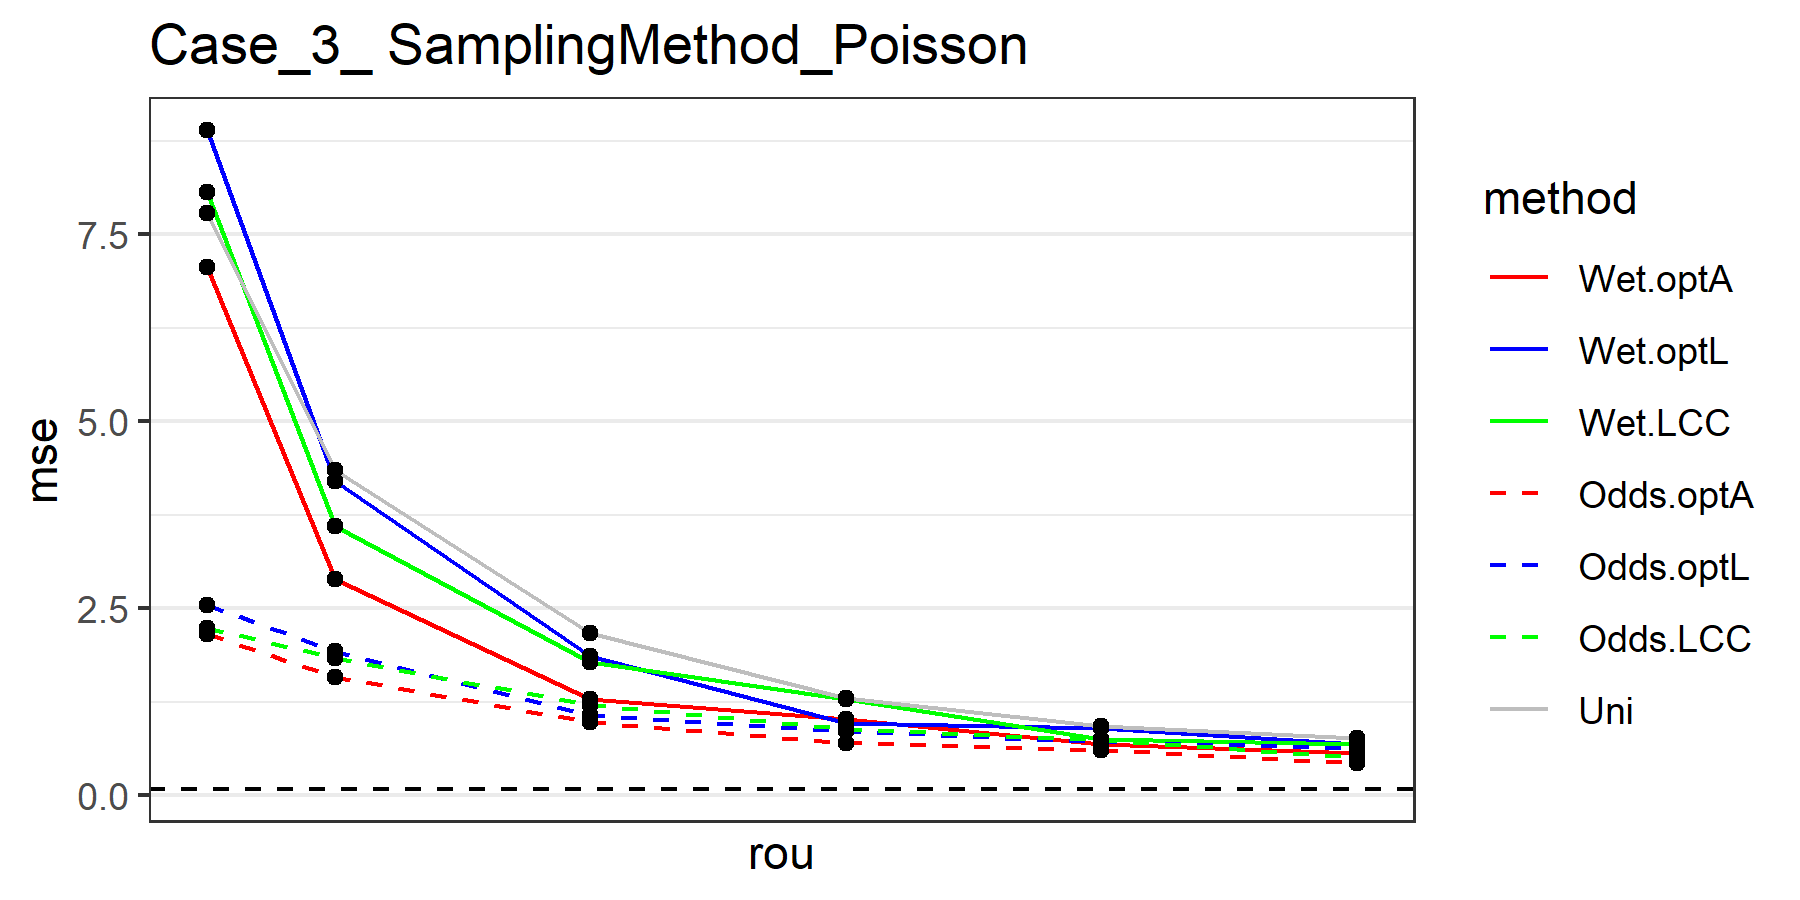 Case_3_ SamplingMethod_Poisson
mse
7.5
5.0
2.5
0.0
rou
method
Wet.optA
Wet.optL
Wet.LCC
Odds.optA
Odds.optL
Odds.LCC
Uni